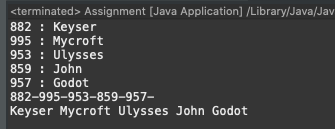 <terminated> Assignment [Java Application] /Library/Java/Jav
882 : Keyser
995 : Mycroft
953 : Ulysses
859 : John
957 : Godot
882-995-953-859-957-
Keyser Mycroft Ulysses John Godot